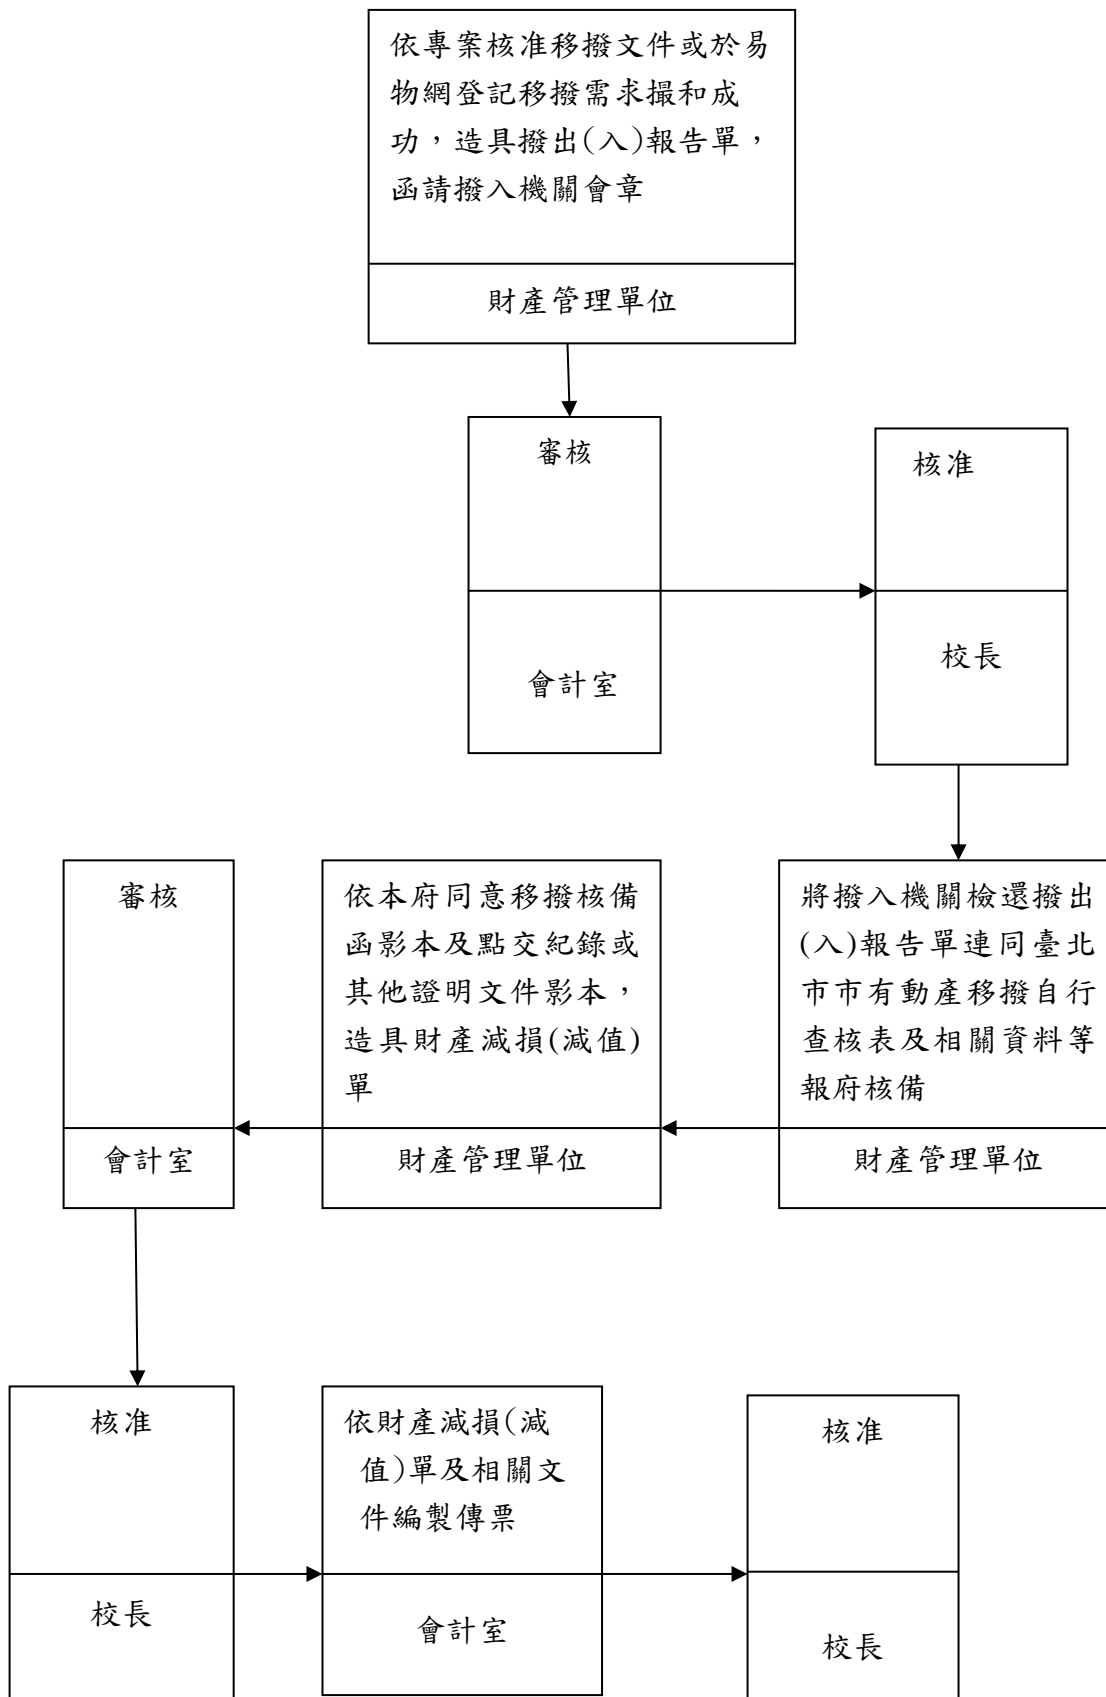 依專案核准移撥文件或於易
物網登記移撥需求撮和成
功，造具撥出(入)報告單，
函請撥入機關會章
財產管理單位
審核
會計室
核准
校長
將撥入機關檢還撥出
(入)報告單連同臺北
市市有動產移撥自行
查核表及相關資料等
報府核備
財產管理單位
依本府同意移撥核備
函影本及點交紀錄或
其他證明文件影本，
造具財產減損(減值)
單
財產管理單位
審核
會計室
核准
校長
依財產減損(減
值)單及相關文
件編製傳票
會計室
核准
校長